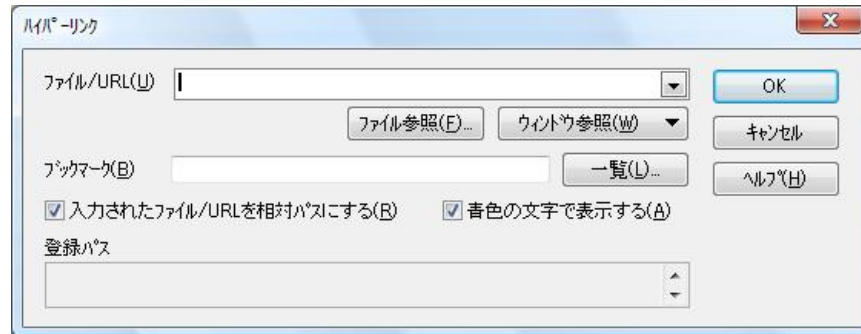 ﾊｲﾊﾟｰﾘﾝｸ
ファイル/URL(U)
OK
ファイル参照(F)...
ウィンドウ参照(W)
キャンセル
ブックマーク(B)
一覧(L)...
ヘルプ(H)
入力されたファイル/URLを相対パスにする(R)
青色の文字で表示する(A)
登録パス